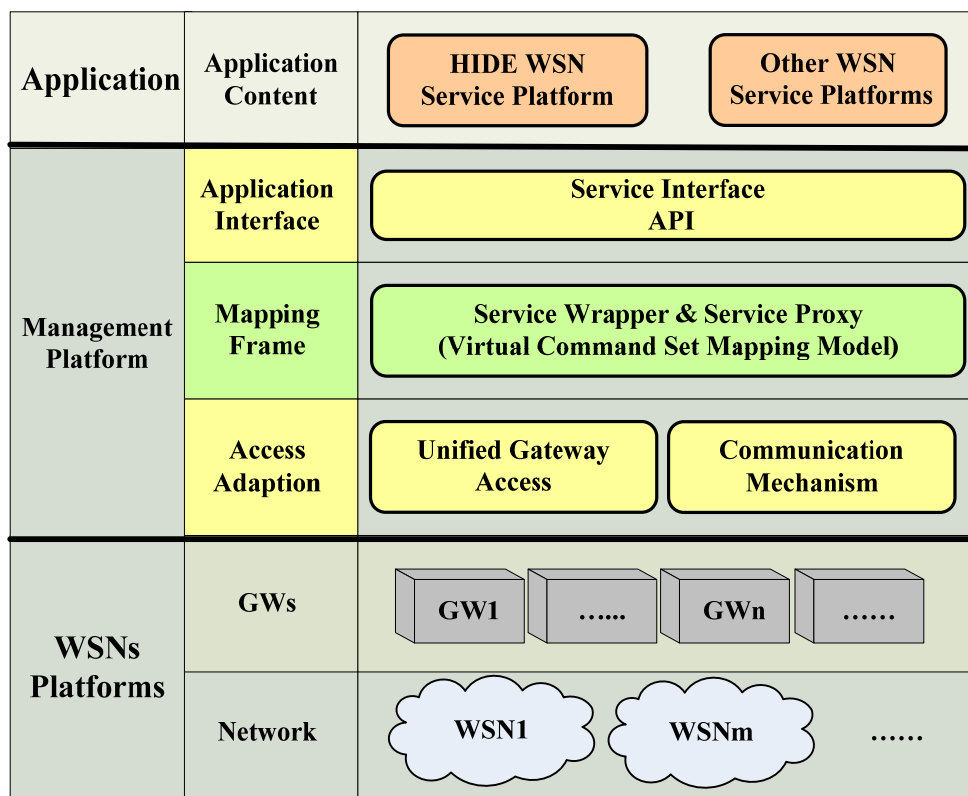 Application
Application
Content
HIDE WSN
Service Platform
Other WSN
Service Platforms
Management
Platform
Application
Interface
Service Interface
API
Mapping
Frame
Service Wrapper & Service Proxy
(Virtual Command Set Mapping Model)
Access
Adaption
Unified Gateway
Access
Communication
Mechanism
WSNs
Platforms
GWs
GW1
…...
GWn
……
Network
WSN1
WSNm
……